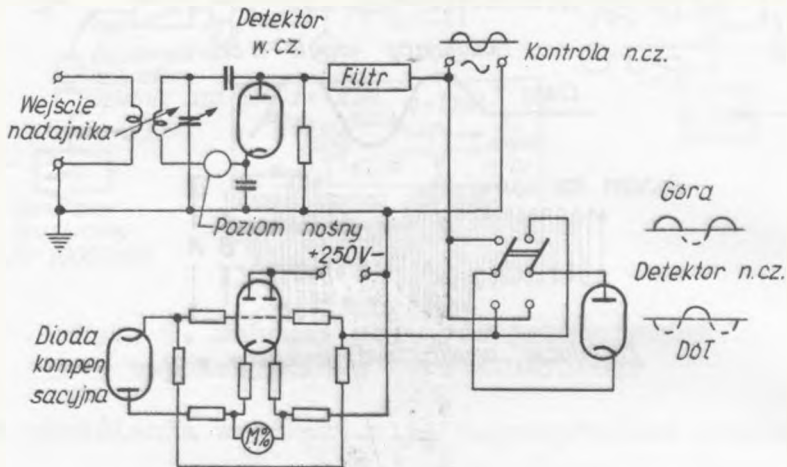 Detektor
w.cz.
Filtr
Kontrola n.cz.
Wejście
nadajnika
Poziom nośny
+250V-
Góra
Detektor n.cz.
Dół
Dioda
kompen
sacyjna
M%